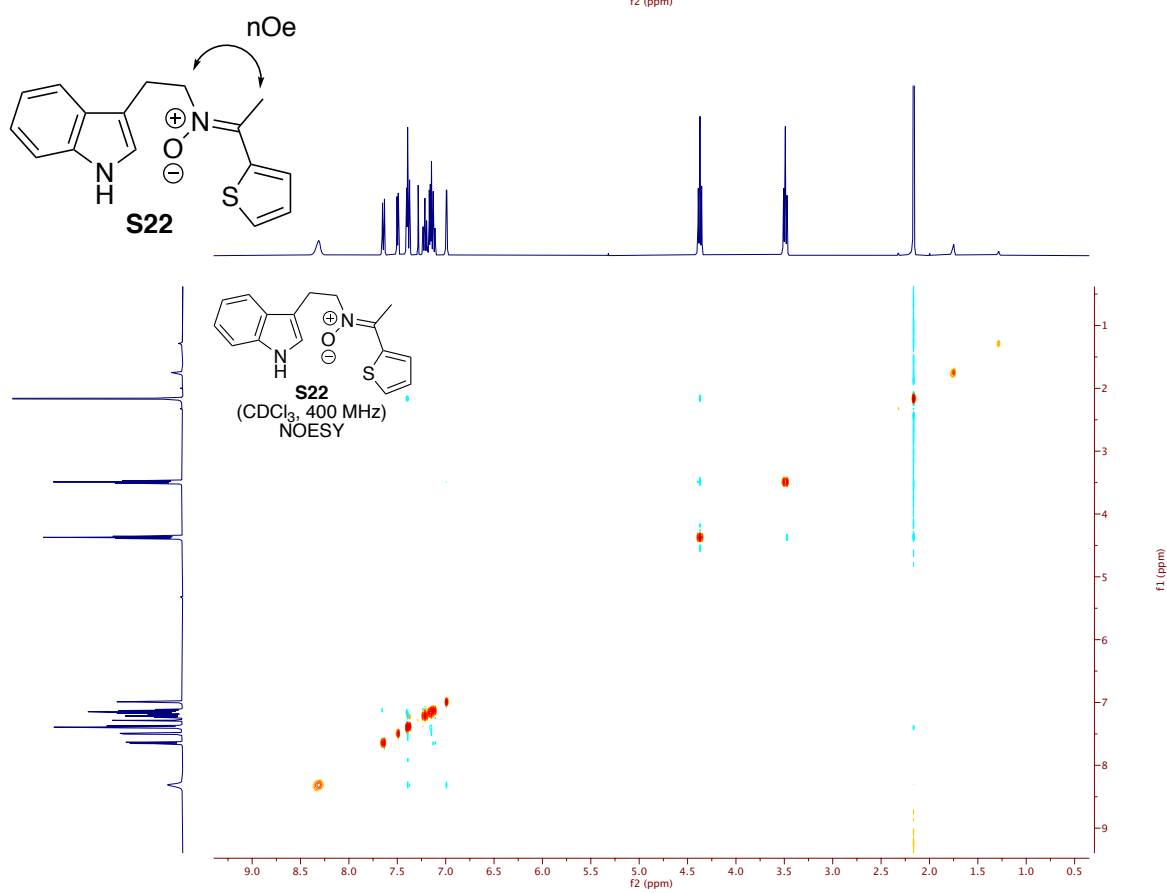 f2 (ppm)
nOe
N
O
N
H
S
S22
N
O
N
H
S
S22
(CDCl3, 400 MHz)
NOESY
1
2
3
4
5
6
7
8
9
f1 (ppm)
9.0 8.5 8.0 7.5 7.0 6.5 6.0 5.5 5.0 4.5 4.0 3.5 3.0 2.5 2.0 1.5 1.0 0.5
f2 (ppm)